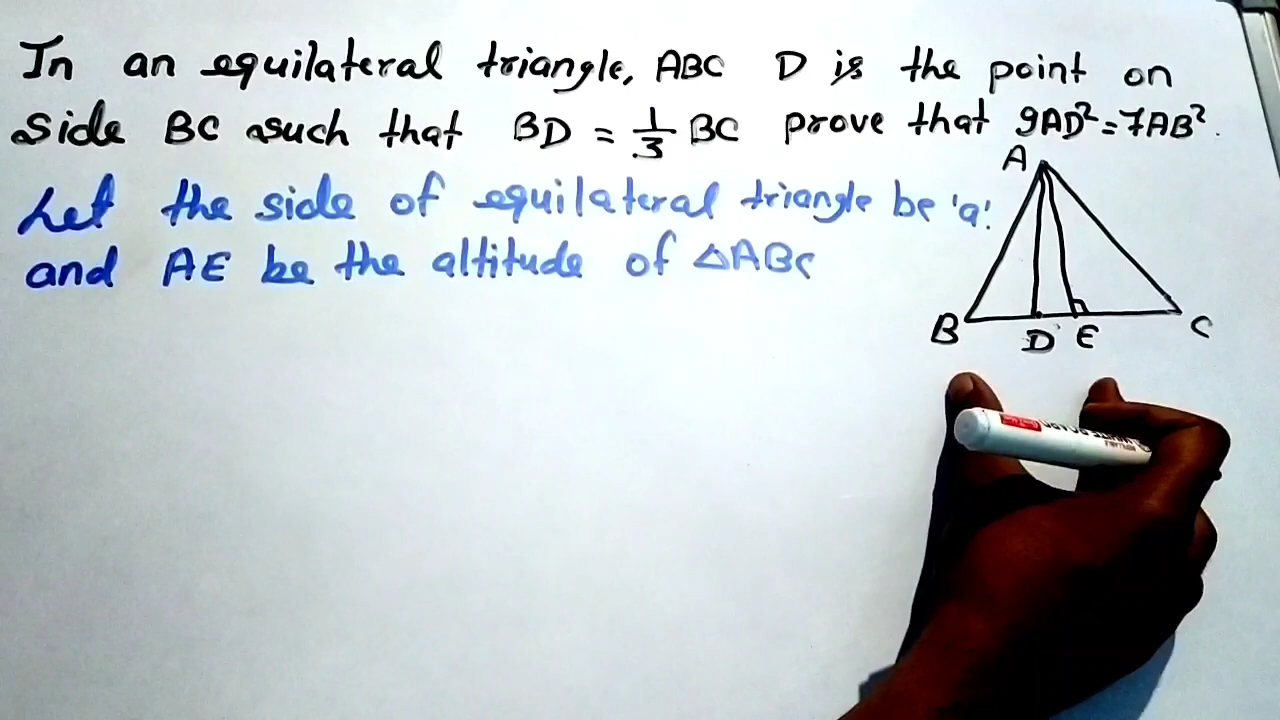 In an equilateral triangle, ABC D is the point on
side BC such that BD = 1/3 BC prove that 9AD² = 7AB².
Let the side of equilateral triangle be 'a'.
and AE be the altitude of △ABC
A
B D E C